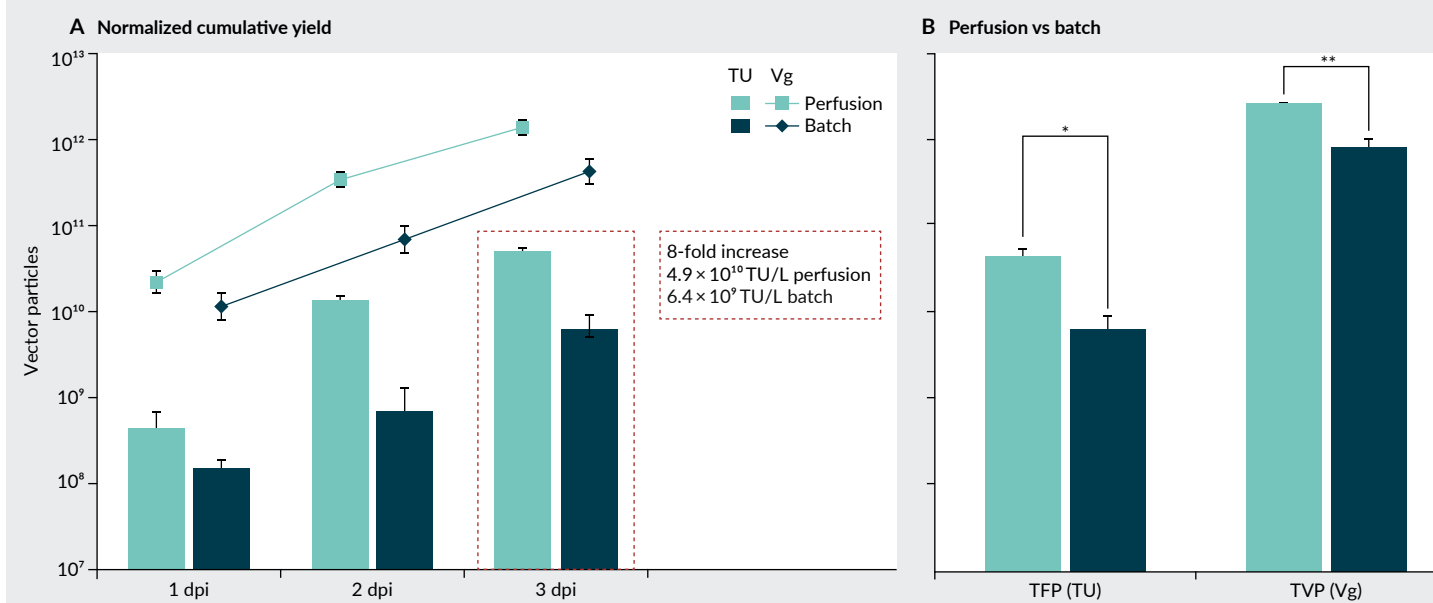 A Normalized cumulative yield
10¹³
10¹²
10¹¹
10¹⁰
10⁹
10⁸
10⁷
Vector particles
TU Vg
Perfusion
Batch
8-fold increase
4.9 × 10¹⁰ TU/L perfusion
6.4 × 10⁹ TU/L batch
1 dpi 2 dpi 3 dpi
B Perfusion vs batch
*
**
TFP (TU) TVP (Vg)